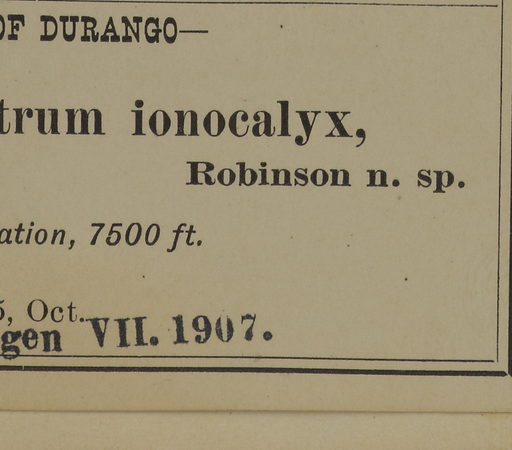 OF DURANGO—
trum ionocalyx,
Robinson n. sp.
ation, 7500 ft.
5, Oct.
gen VII. 1907.